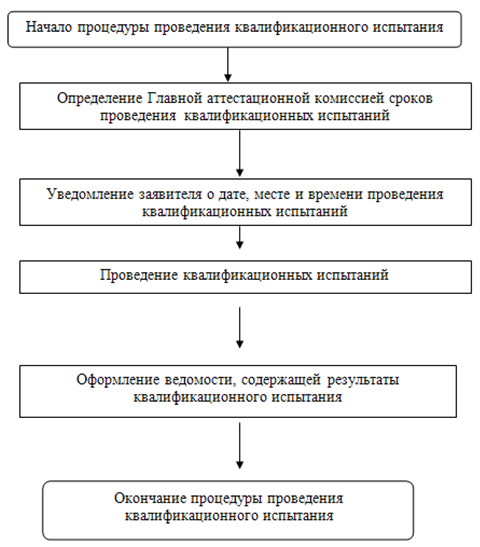 Начало процедуры проведения квалификационного испытания
Определение Главной аттестационной комиссией сроков
проведения квалификационных испытаний
Уведомление заявителя о дате, месте и времени проведения
квалификационных испытаний
Проведение квалификационных испытаний
Оформление ведомости, содержащей результаты
квалификационного испытания
Окончание процедуры проведения
квалификационного испытания